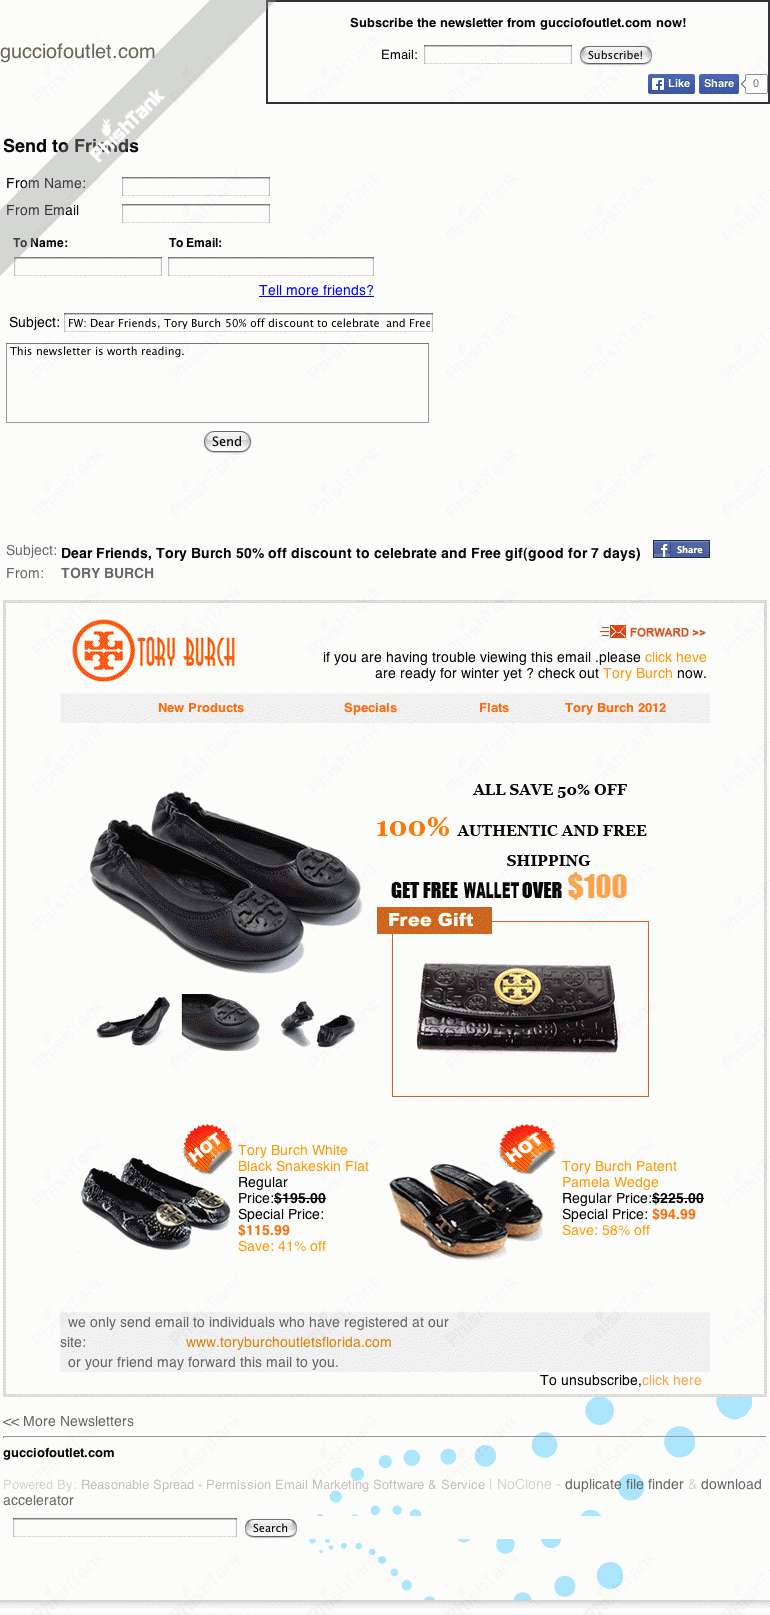 Subscribe the newsletter from gucciofoutlet.com now!
gucciofoutlet.com
Email:
Subscribe!
Like
Share
0
PhishTank
Send to Friends
From Name:
From Email
To Name: To Email:
Tell more friends?
Subject: FW: Dear Friends, Tory Burch 50% off discount to celebrate and Free
This newsletter is worth reading.
Send
Subject: Dear Friends, Tory Burch 50% off discount to celebrate and Free gif(good for 7 days)
Share
From: TORY BURCH
TORY BURCH
FORWARD >>
if you are having trouble viewing this email .please click heve
are ready for winter yet ? check out Tory Burch now.
New Products Specials Flats Tory Burch 2012
ALL SAVE 50% OFF
100% AUTHENTIC AND FREE
SHIPPING
GET FREE WALLET OVER $100
Free Gift
HOT
Tory Burch White
Black Snakeskin Flat
Regular
Price:$195.00
Special Price:
$115.99
Save: 41% off
HOT
Tory Burch Patent
Pamela Wedge
Regular Price:$225.00
Special Price: $94.99
Save: 58% off
we only send email to individuals who have registered at our
site: www.toryburchoutletsflorida.com
or your friend may forward this mail to you.
To unsubscribe,click here
<< More Newsletters
gucciofoutlet.com
Powered By: Reasonable Spread - Permission Email Marketing Software & Service | NoClone - duplicate file finder & download
accelerator
Search